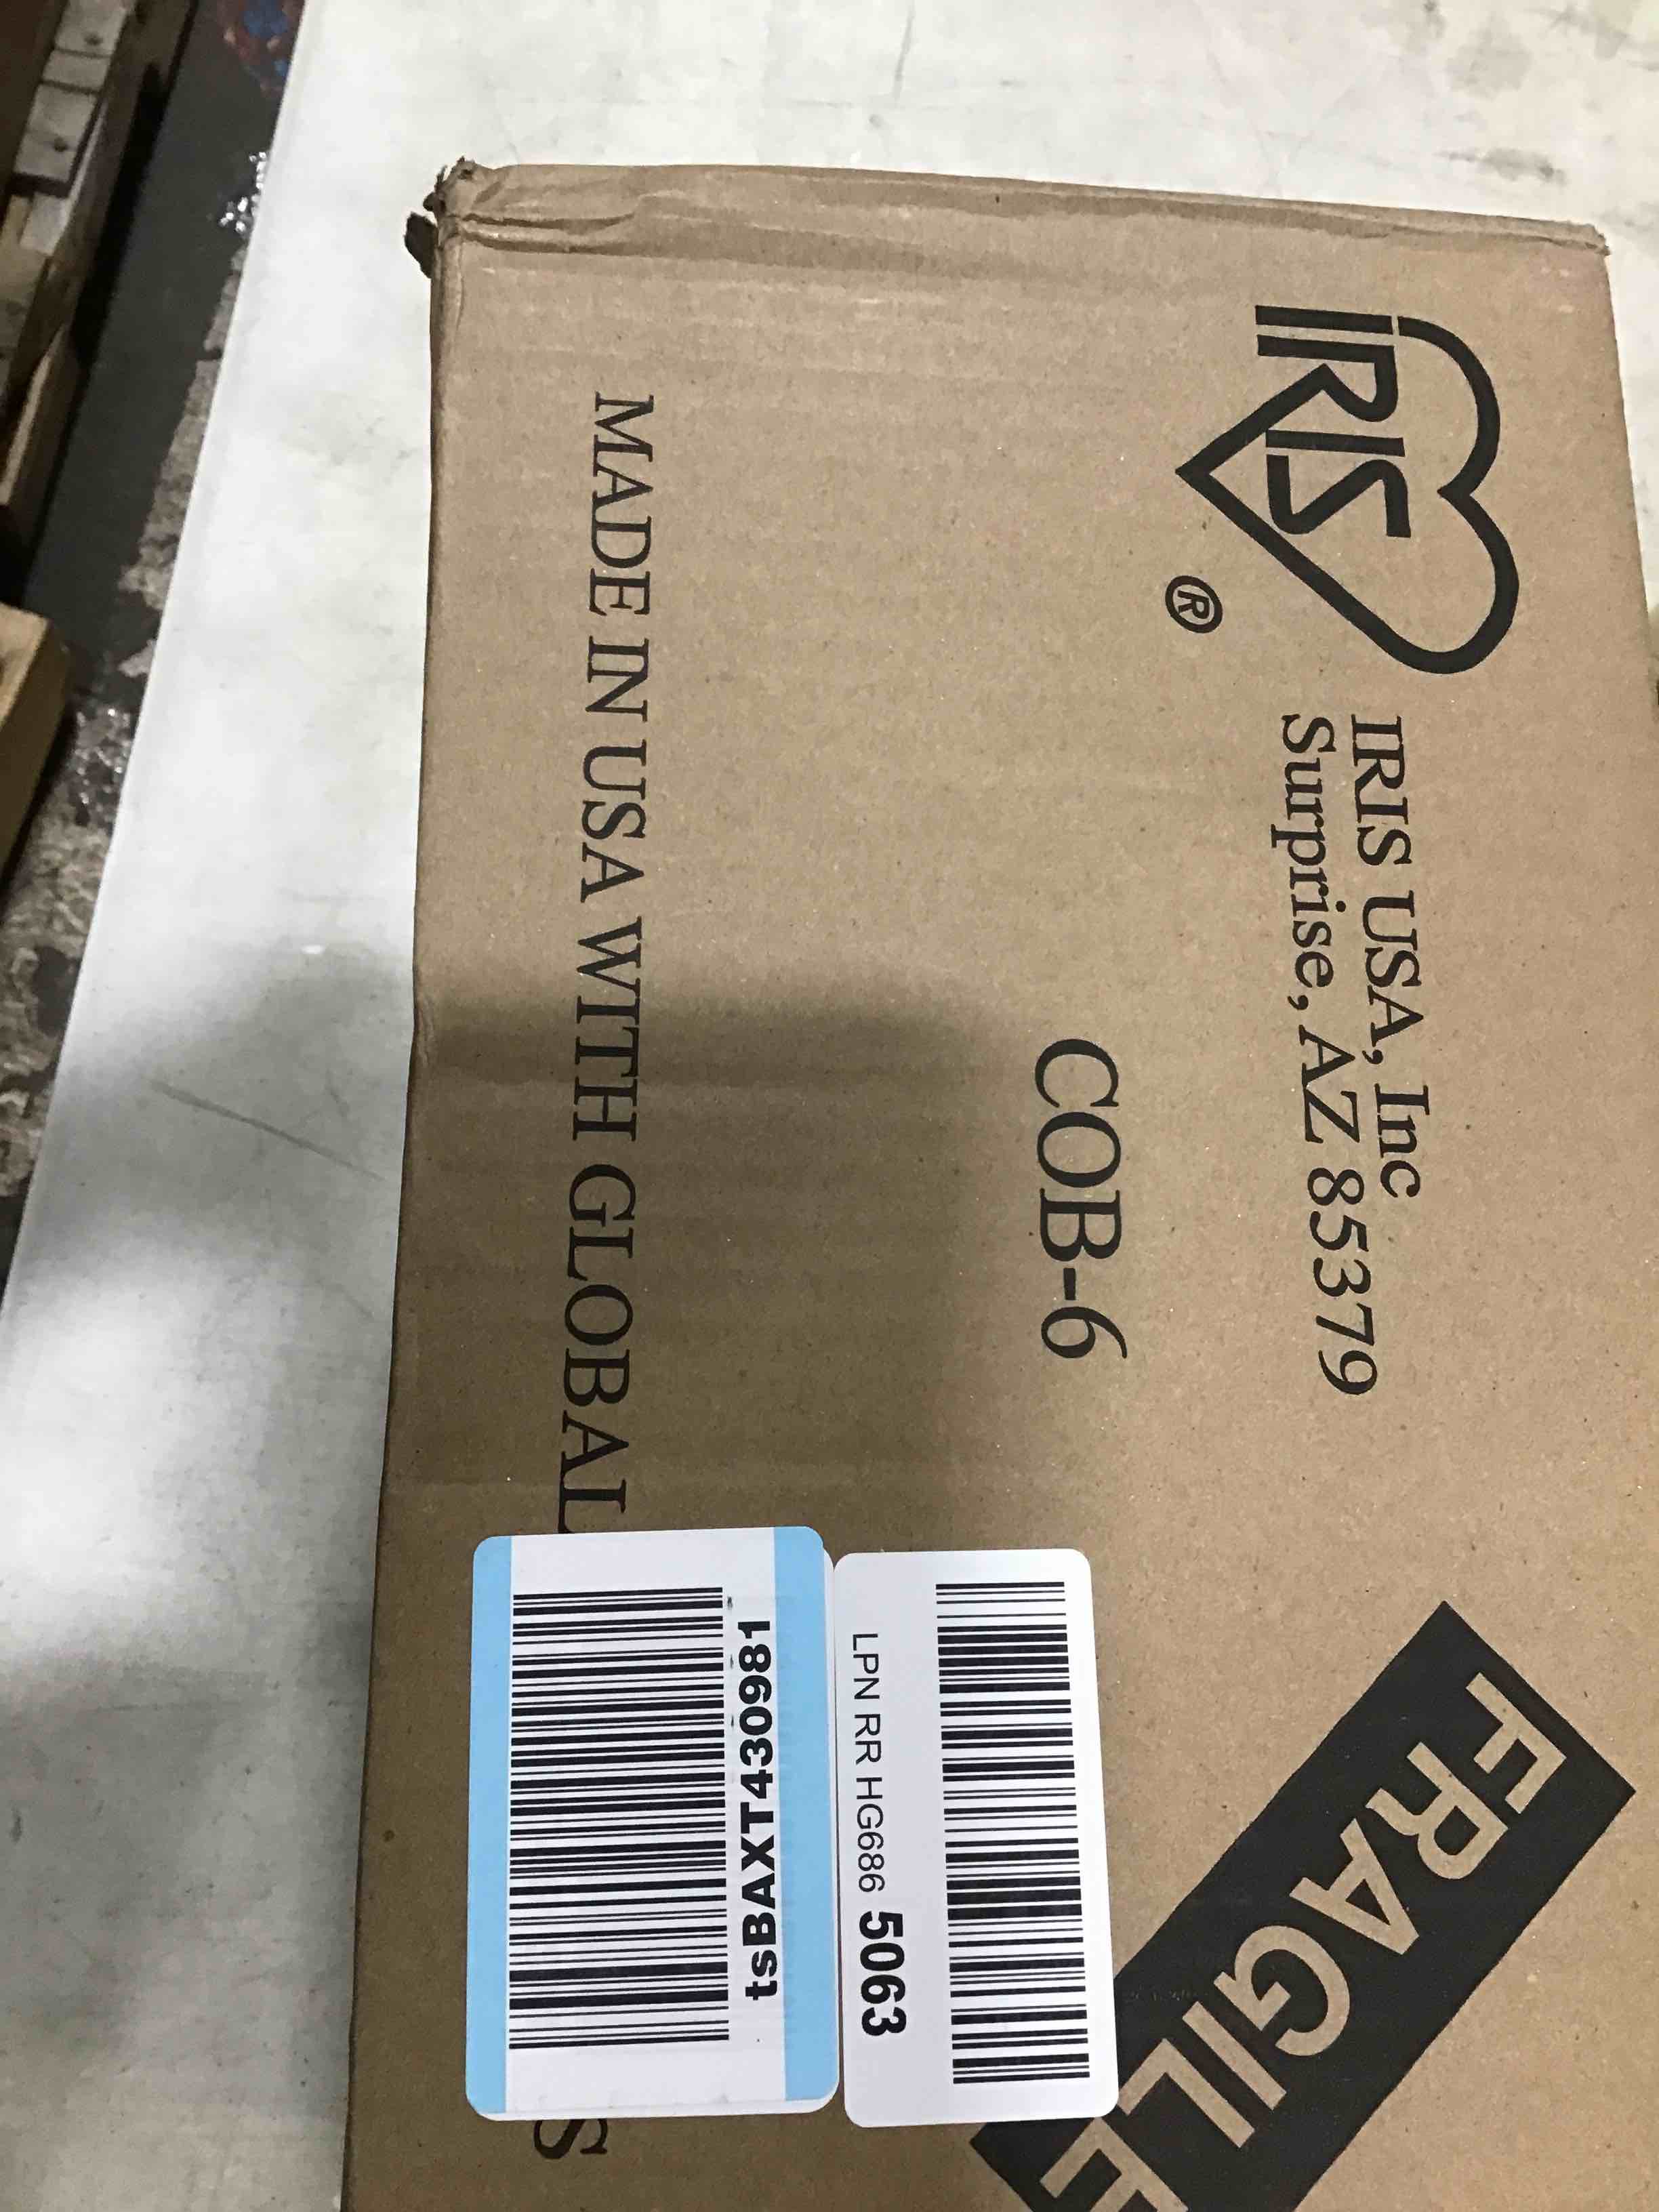 IRIS
®
IRIS USA, Inc
Surprise, AZ 85379
COB-6
FRAGILE
LPN RR HG686 5063
tsBAXT430981
MADE IN USA WITH GLOBAL
S